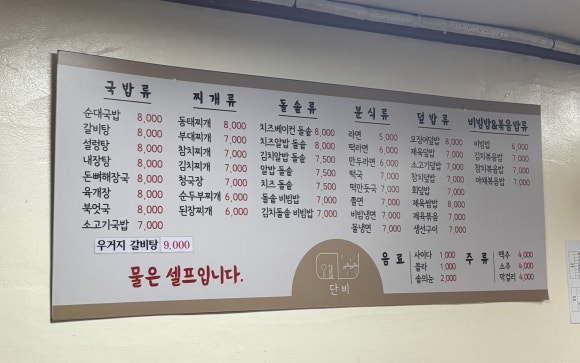 국밥류
순대국밥 8,000
갈비탕 8,000
설렁탕 8,000
내장탕 8,000
돈뼈해장국 8,000
육개장 8,000
북엇국 8,000
소고기국밥 7,000
우거지 갈비탕 9,000
찌개류
동태찌개 8,000
부대찌개 7,000
참치찌개 7,000
김치찌개 7,000
청국장 7,000
순두부찌개 6,000
된장찌개 6,000
돌솥류
치즈베이컨 돌솥 8,000
치즈알밥 돌솥 8,000
김치알밥 돌솥 7,500
알밥 돌솥 7,500
치즈 돌솥 7,500
돌솥 비빔밥 7,000
김치돌솥 비빔밥 7,000
분식류
라면 5,000
떡라면 6,000
만두라면 6,000
떡국 7,000
떡만둣국 7,000
쫄면 7,000
비빔냉면 7,000
물냉면 7,000
덮밥류
오징어덮밥 8,000
제육덮밥 7,000
소고기덮밥 7,000
참치덮밥 7,000
회덮밥 7,000
제육쌈밥 8,000
제육볶음 7,000
생선구이 7,000
비빔밥&볶음밥류
비빔밥 6,000
김치볶음밥 7,000
참치볶음밥 7,000
야채볶음밥 7,000
음료
사이다 1,000
콜라 1,000
솔의눈 2,000
주류
맥주 4,000
소주 4,000
막걸리 4,000
물은 셀프입니다.
단비